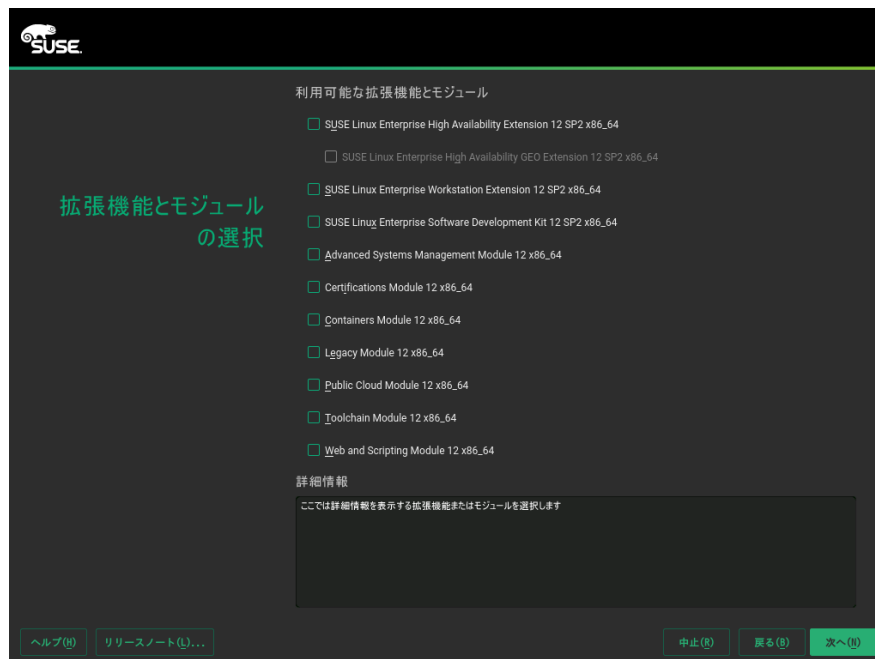 SUSE.
利用可能な拡張機能とモジュール
SUSE Linux Enterprise High Availability Extension 12 SP2 x86_64
SUSE Linux Enterprise High Availability GEO Extension 12 SP2 x86_64
SUSE Linux Enterprise Workstation Extension 12 SP2 x86_64
拡張機能とモジュール
の選択
SUSE Linux Enterprise Software Development Kit 12 SP2 x86_64
Advanced Systems Management Module 12 x86_64
Certifications Module 12 x86_64
Containers Module 12 x86_64
Legacy Module 12 x86_64
Public Cloud Module 12 x86_64
Toolchain Module 12 x86_64
Web and Scripting Module 12 x86_64
詳細情報
ここでは詳細情報を表示する拡張機能またはモジュールを選択します
ヘルプ(H) リリースノート(L)... 中止(R) 戻る(B) 次へ(N)